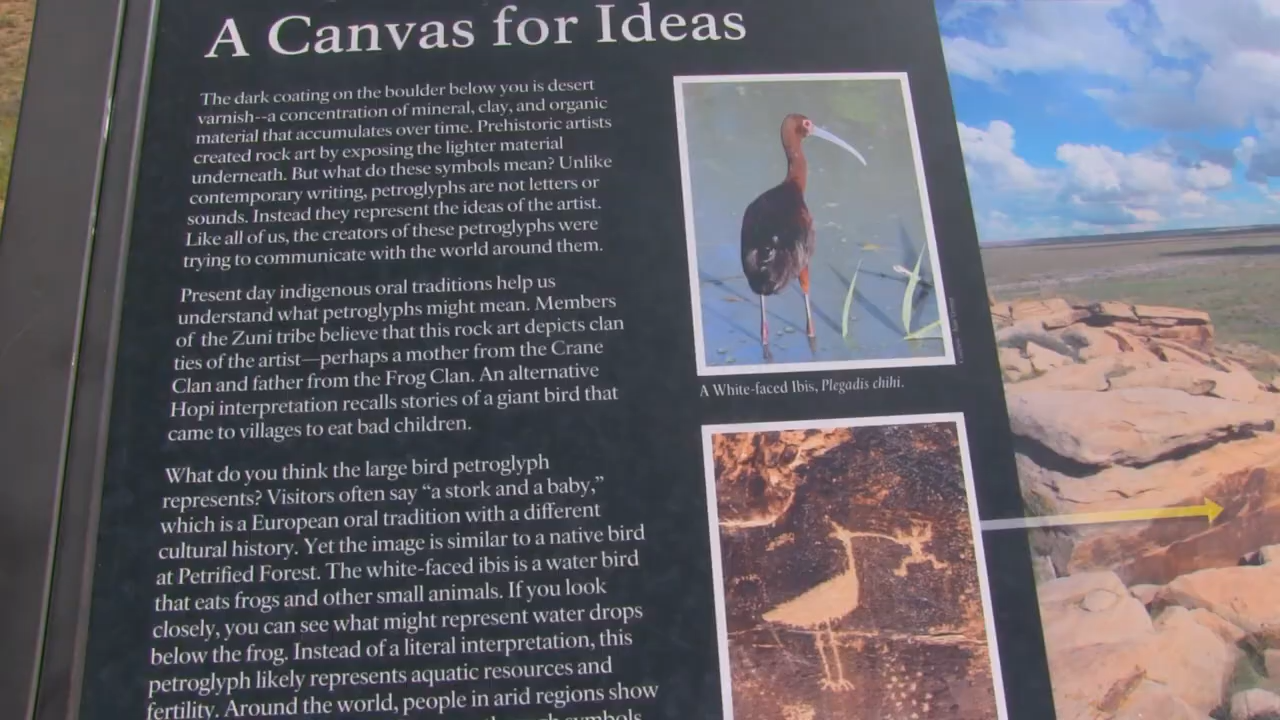 A Canvas for Ideas
The dark coating on the boulder below you is desert
varnish--a concentration of mineral, clay, and organic
material that accumulates over time. Prehistoric artists
created rock art by exposing the lighter material
underneath. But what do these symbols mean? Unlike
contemporary writing, petroglyphs are not letters or
sounds. Instead they represent the ideas of the artist.
Like all of us, the creators of these petroglyphs were
trying to communicate with the world around them.
Present day indigenous oral traditions help us
understand what petroglyphs might mean. Members
of the Zuni tribe believe that this rock art depicts clan
ties of the artist—perhaps a mother from the Crane
Clan and father from the Frog Clan. An alternative
Hopi interpretation recalls stories of a giant bird that
came to villages to eat bad children.
What do you think the large bird petroglyph
represents? Visitors often say “a stork and a baby,”
which is a European oral tradition with a different
cultural history. Yet the image is similar to a native bird
at Petrified Forest. The white-faced ibis is a water bird
that eats frogs and other small animals. If you look
closely, you can see what might represent water drops
below the frog. Instead of a literal interpretation, this
petroglyph likely represents aquatic resources and
fertility. Around the world, people in arid regions show
symbols
A White-faced Ibis, Plegadis chihi.